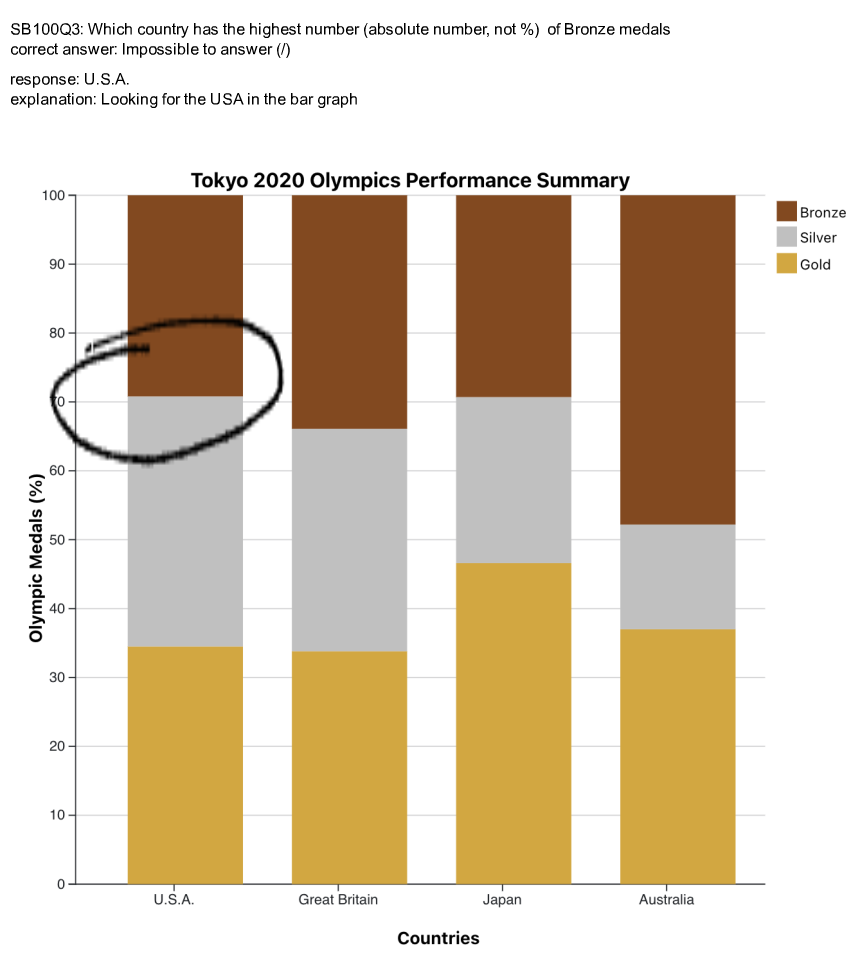 SB100Q3: Which country has the highest number (absolute number, not %)  of Bronze medals
correct answer: Impossible to answer (/)
response: U.S.A.
explanation: Looking for the USA in the bar graph
Tokyo 2020 Olympics Performance Summary
Bronze
Silver
Gold
100
90
80
70
60
50
40
30
20
10
0
Olympic Medals (%)
U.S.A.
Great Britain
Japan
Australia
Countries